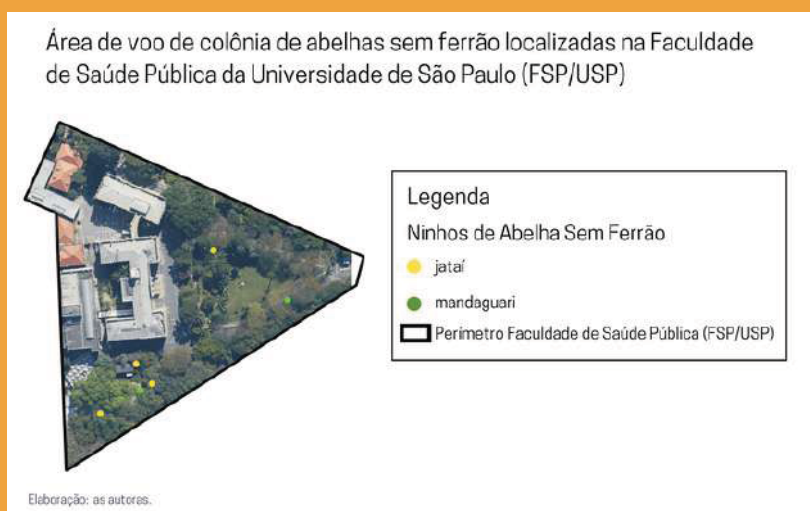 Área de voo de colônia de abelhas sem ferrão localizadas na Faculdade
de Saúde Pública da Universidade de São Paulo (FSP/USP)
Legenda
Ninhos de Abelha Sem Ferrão
jataí
mandaguari
Perímetro Faculdade de Saúde Pública (FSP/USP)
Elaboração: as autoras.